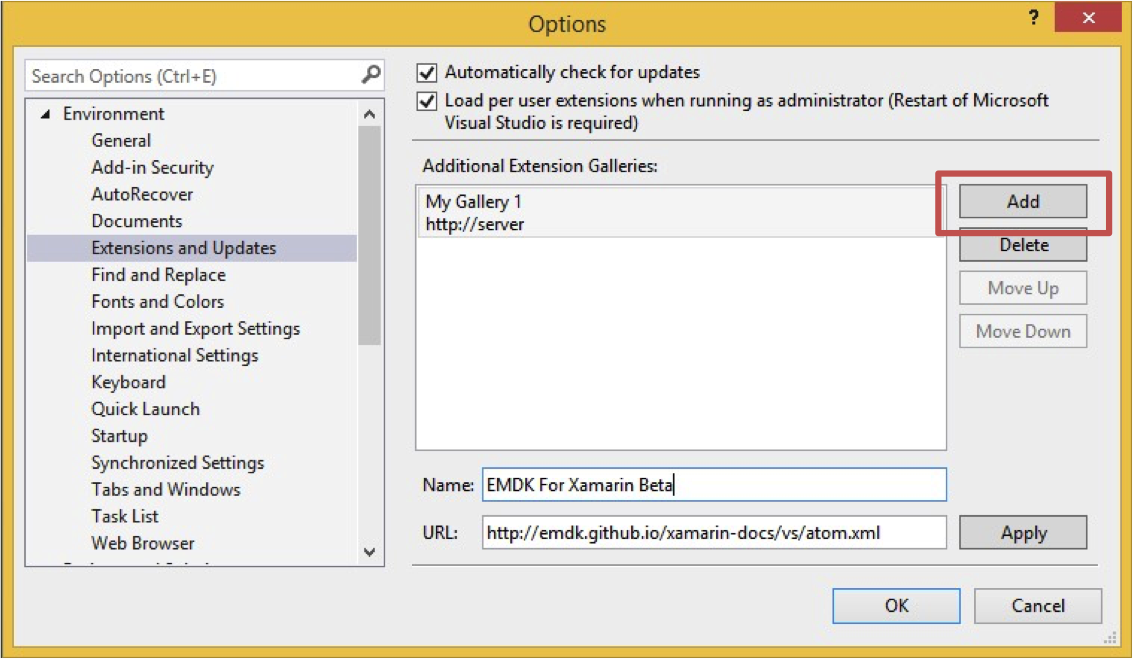 Options
?
Search Options (Ctrl+E)
Environment
General
Add-in Security
AutoRecover
Documents
Extensions and Updates
Find and Replace
Fonts and Colors
Import and Export Settings
International Settings
Keyboard
Quick Launch
Startup
Synchronized Settings
Tabs and Windows
Task List
Web Browser
Automatically check for updates
Load per user extensions when running as administrator (Restart of Microsoft
Visual Studio is required)
Additional Extension Galleries:
My Gallery 1
http://server
Add
Delete
Move Up
Move Down
Name: EMDK For Xamarin Beta
URL: http://emdk.github.io/xamarin-docs/vs/atom.xml Apply
OK Cancel